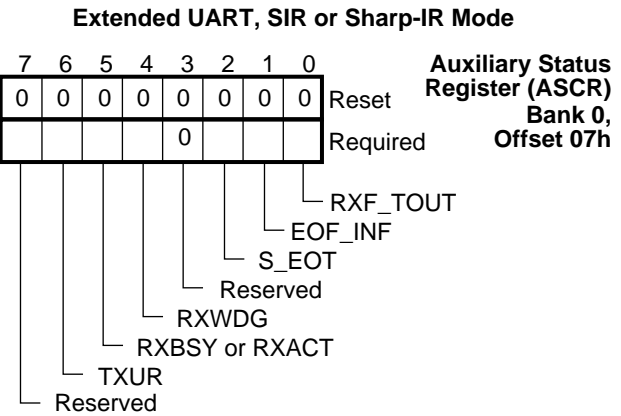 Extended UART, SIR or Sharp-IR Mode
7 6 5 4 3 2 1 0
Auxiliary Status
Register (ASCR)
Bank 0,
Offset 07h
0 0 0 0 0 0 0 0 Reset
0 Required
RXF_TOUT
EOF_INF
S_EOT
Reserved
RXWDG
RXBSY or RXACT
TXUR
Reserved